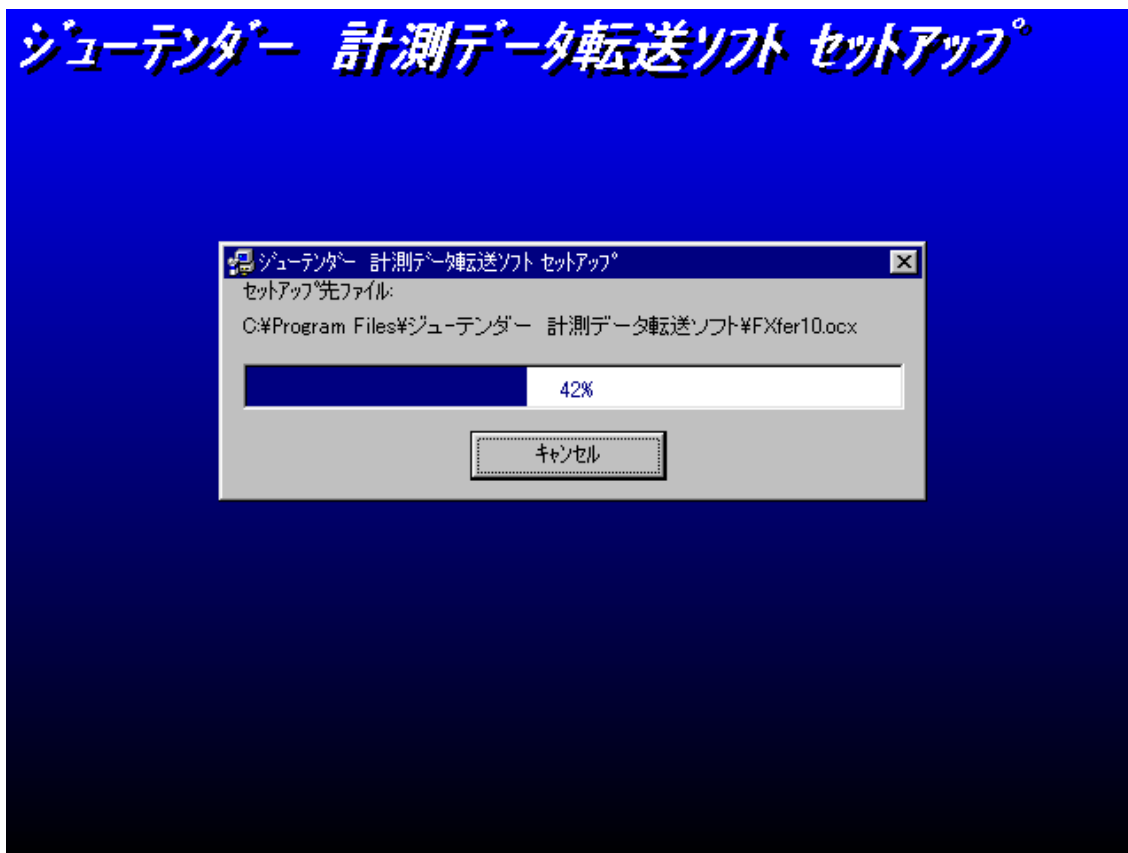 ジューテンダー　計測データ転送ソフト セットアップ
ジューテンダー　計測データ転送ソフト セットアップ
セットアップ先ファイル:
C:¥Program Files¥ジューテンダー　計測データ転送ソフト¥FXfer10.ocx
42%
キャンセル